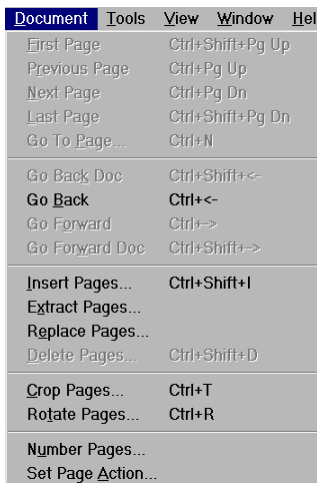 Document Tools View Window Hel
First Page Ctrl+Shift+Pg Up
Previous Page Ctrl+Pg Up
Next Page Ctrl+Pg Dn
Last Page Ctrl+Shift+Pg Dn
Go To Page... Ctrl+N
Go Back Doc Ctrl+Shift+<-
Go Back Ctrl+<-
Go Forward Ctrl+->
Go Forward Doc Ctrl+Shift+->
Insert Pages... Ctrl+Shift+I
Extract Pages...
Replace Pages...
Delete Pages... Ctrl+Shift+D
Crop Pages... Ctrl+T
Rotate Pages... Ctrl+R
Number Pages...
Set Page Action...